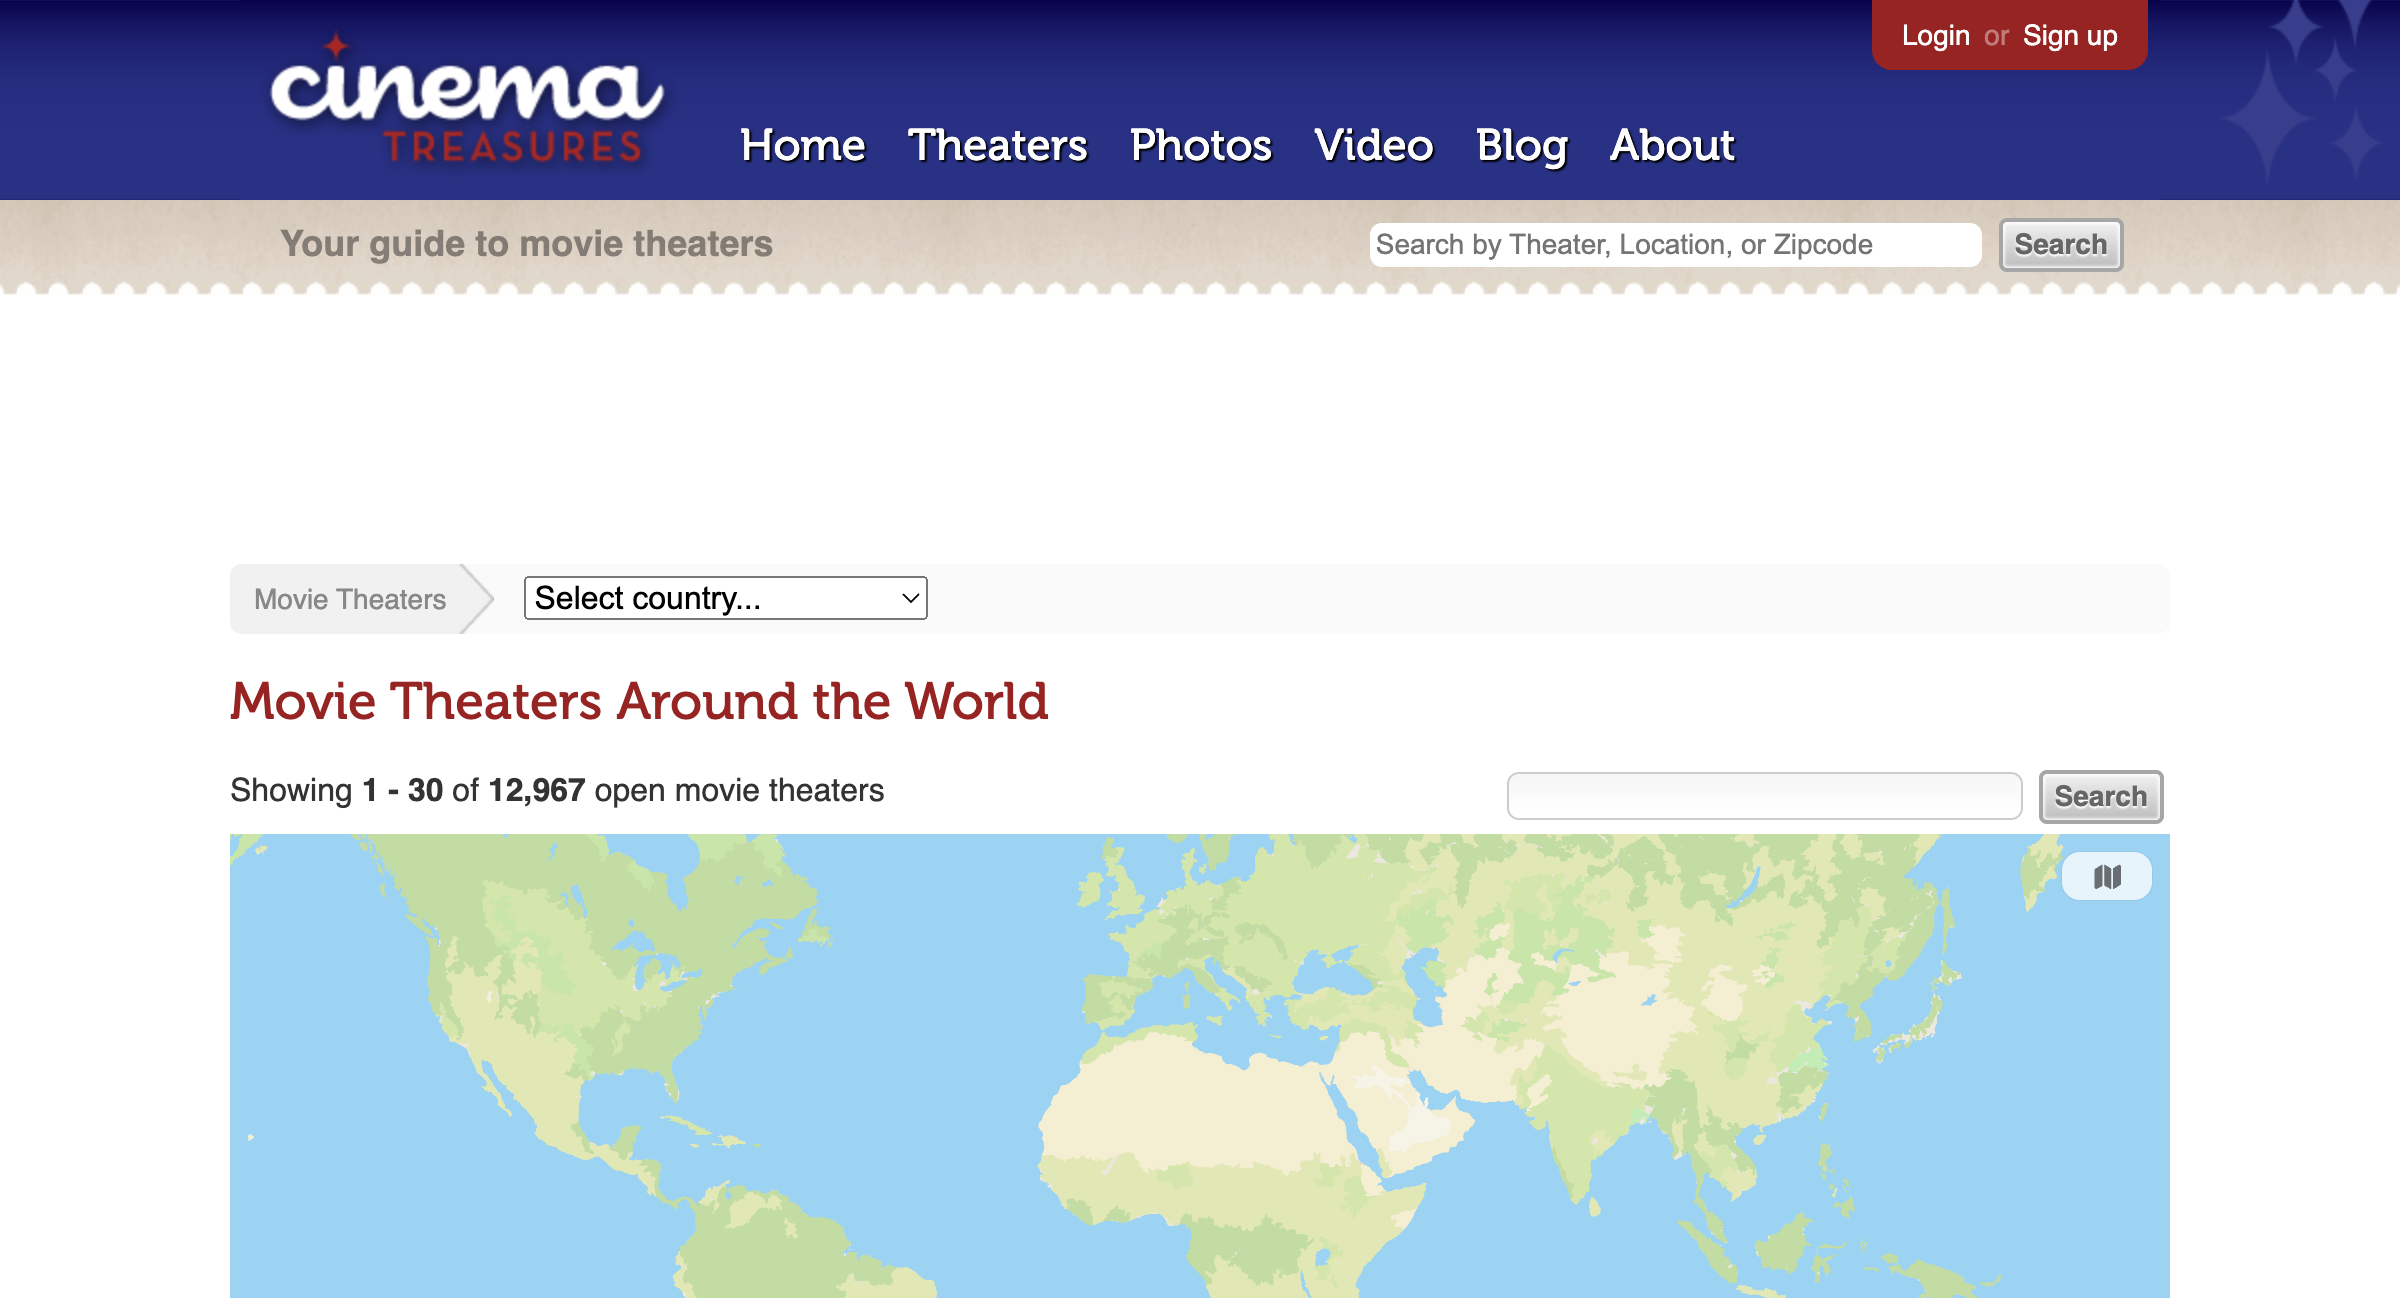 Login or Sign up
cinema
TREASURES
Home Theaters Photos Video Blog About
Your guide to movie theaters
Search by Theater, Location, or Zipcode
Search
Movie Theaters
Select country...
Movie Theaters Around the World
Showing 1 - 30 of 12,967 open movie theaters
Search